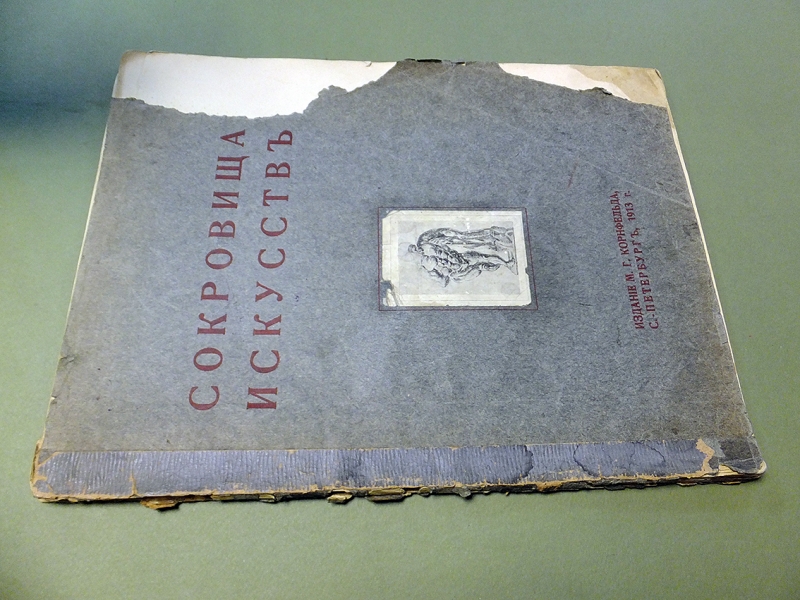 СОКРОВИЩА
ИСКУССТВЪ
ИЗДАНІЕ М. Г. КОРНФЕЛЬДА,
С.-ПЕТЕРБУРГЪ, 1913 г.